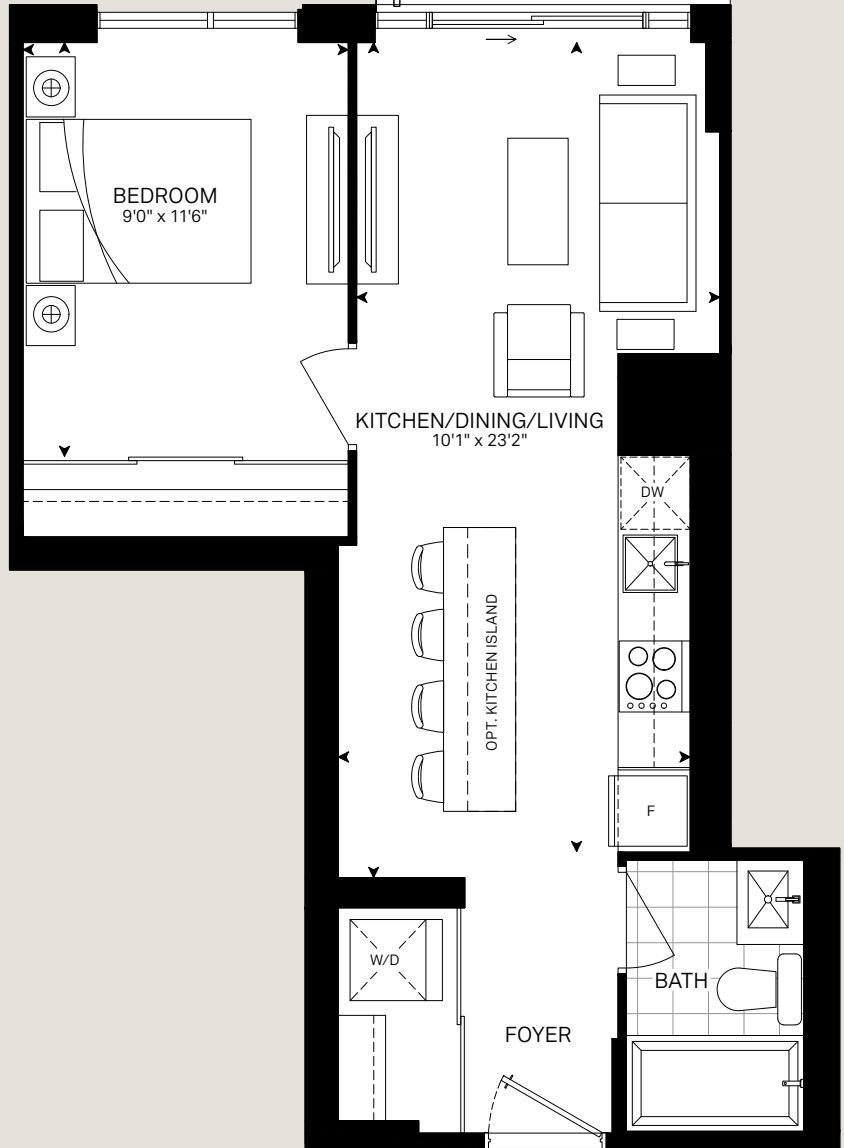 BEDROOM
9'0" x 11'6"
KITCHEN/DINING/LIVING
10'1" x 23'2"
DW
OPT. KITCHEN ISLAND
F
W/D
BATH
FOYER